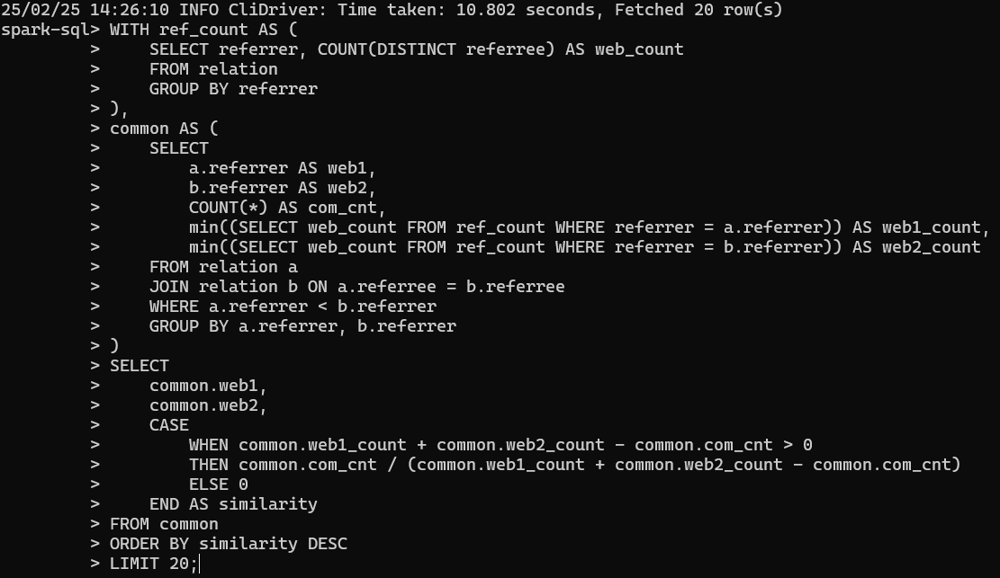 25/02/25 14:26:10 INFO CliDriver: Time taken: 10.802 seconds, Fetched 20 row(s)
spark-sql> WITH ref_count AS (
         >     SELECT referrer, COUNT(DISTINCT referree) AS web_count
         >     FROM relation
         >     GROUP BY referrer
         > ),
         > common AS (
         >     SELECT
         >         a.referrer AS web1,
         >         b.referrer AS web2,
         >         COUNT(*) AS com_cnt,
         >         min((SELECT web_count FROM ref_count WHERE referrer = a.referrer)) AS web1_count,
         >         min((SELECT web_count FROM ref_count WHERE referrer = b.referrer)) AS web2_count
         >     FROM relation a
         >     JOIN relation b ON a.referree = b.referree
         >     WHERE a.referrer < b.referrer
         >     GROUP BY a.referrer, b.referrer
         > )
         > SELECT
         >     common.web1,
         >     common.web2,
         >     CASE
         >         WHEN common.web1_count + common.web2_count - common.com_cnt > 0
         >         THEN common.com_cnt / (common.web1_count + common.web2_count - common.com_cnt)
         >         ELSE 0
         >     END AS similarity
         > FROM common
         > ORDER BY similarity DESC
         > LIMIT 20;